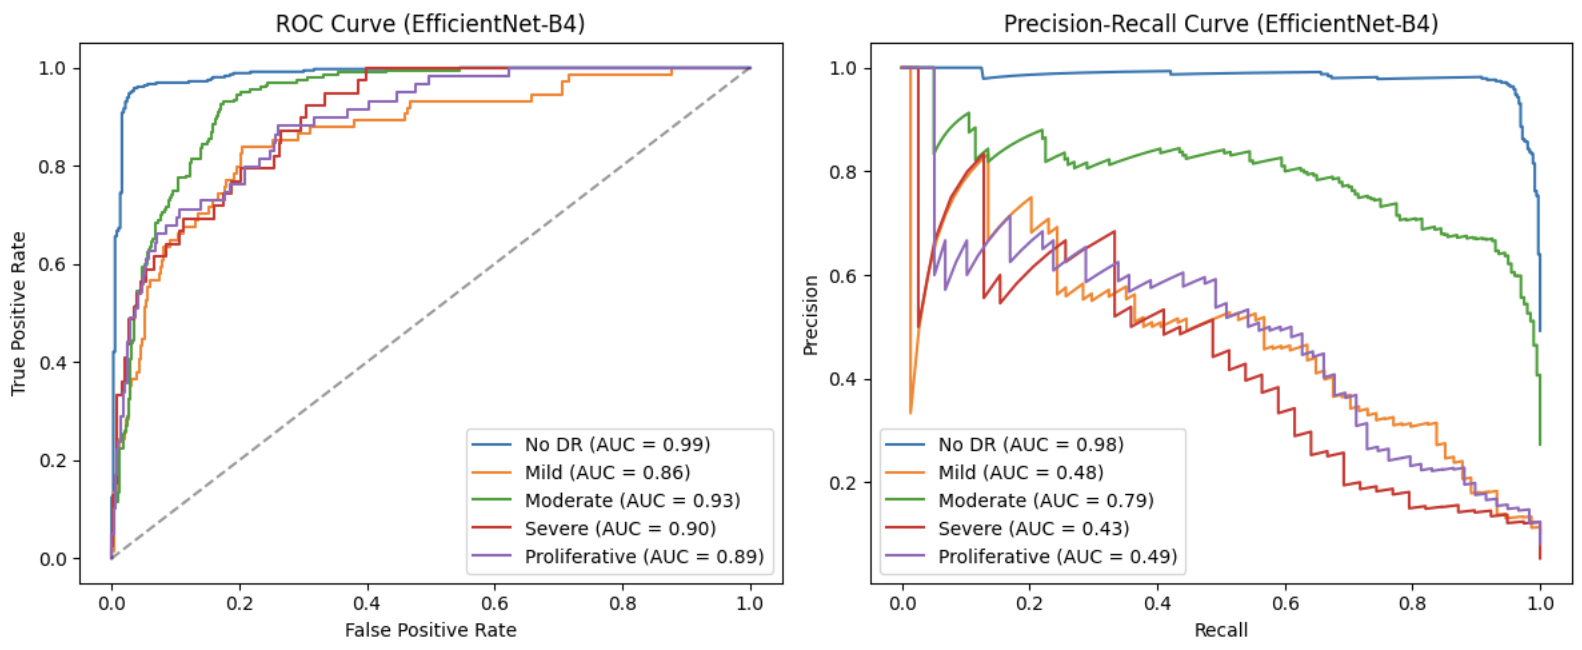 ROC Curve (EfficientNet-B4)
1.0
0.8
0.6
0.4
0.2
0.0
True Positive Rate
0.0 0.2 0.4 0.6 0.8 1.0
False Positive Rate
No DR (AUC = 0.99)
Mild (AUC = 0.86)
Moderate (AUC = 0.93)
Severe (AUC = 0.90)
Proliferative (AUC = 0.89)
Precision-Recall Curve (EfficientNet-B4)
1.0
0.8
0.6
0.4
0.2
Precision
0.0 0.2 0.4 0.6 0.8 1.0
Recall
No DR (AUC = 0.98)
Mild (AUC = 0.48)
Moderate (AUC = 0.79)
Severe (AUC = 0.43)
Proliferative (AUC = 0.49)